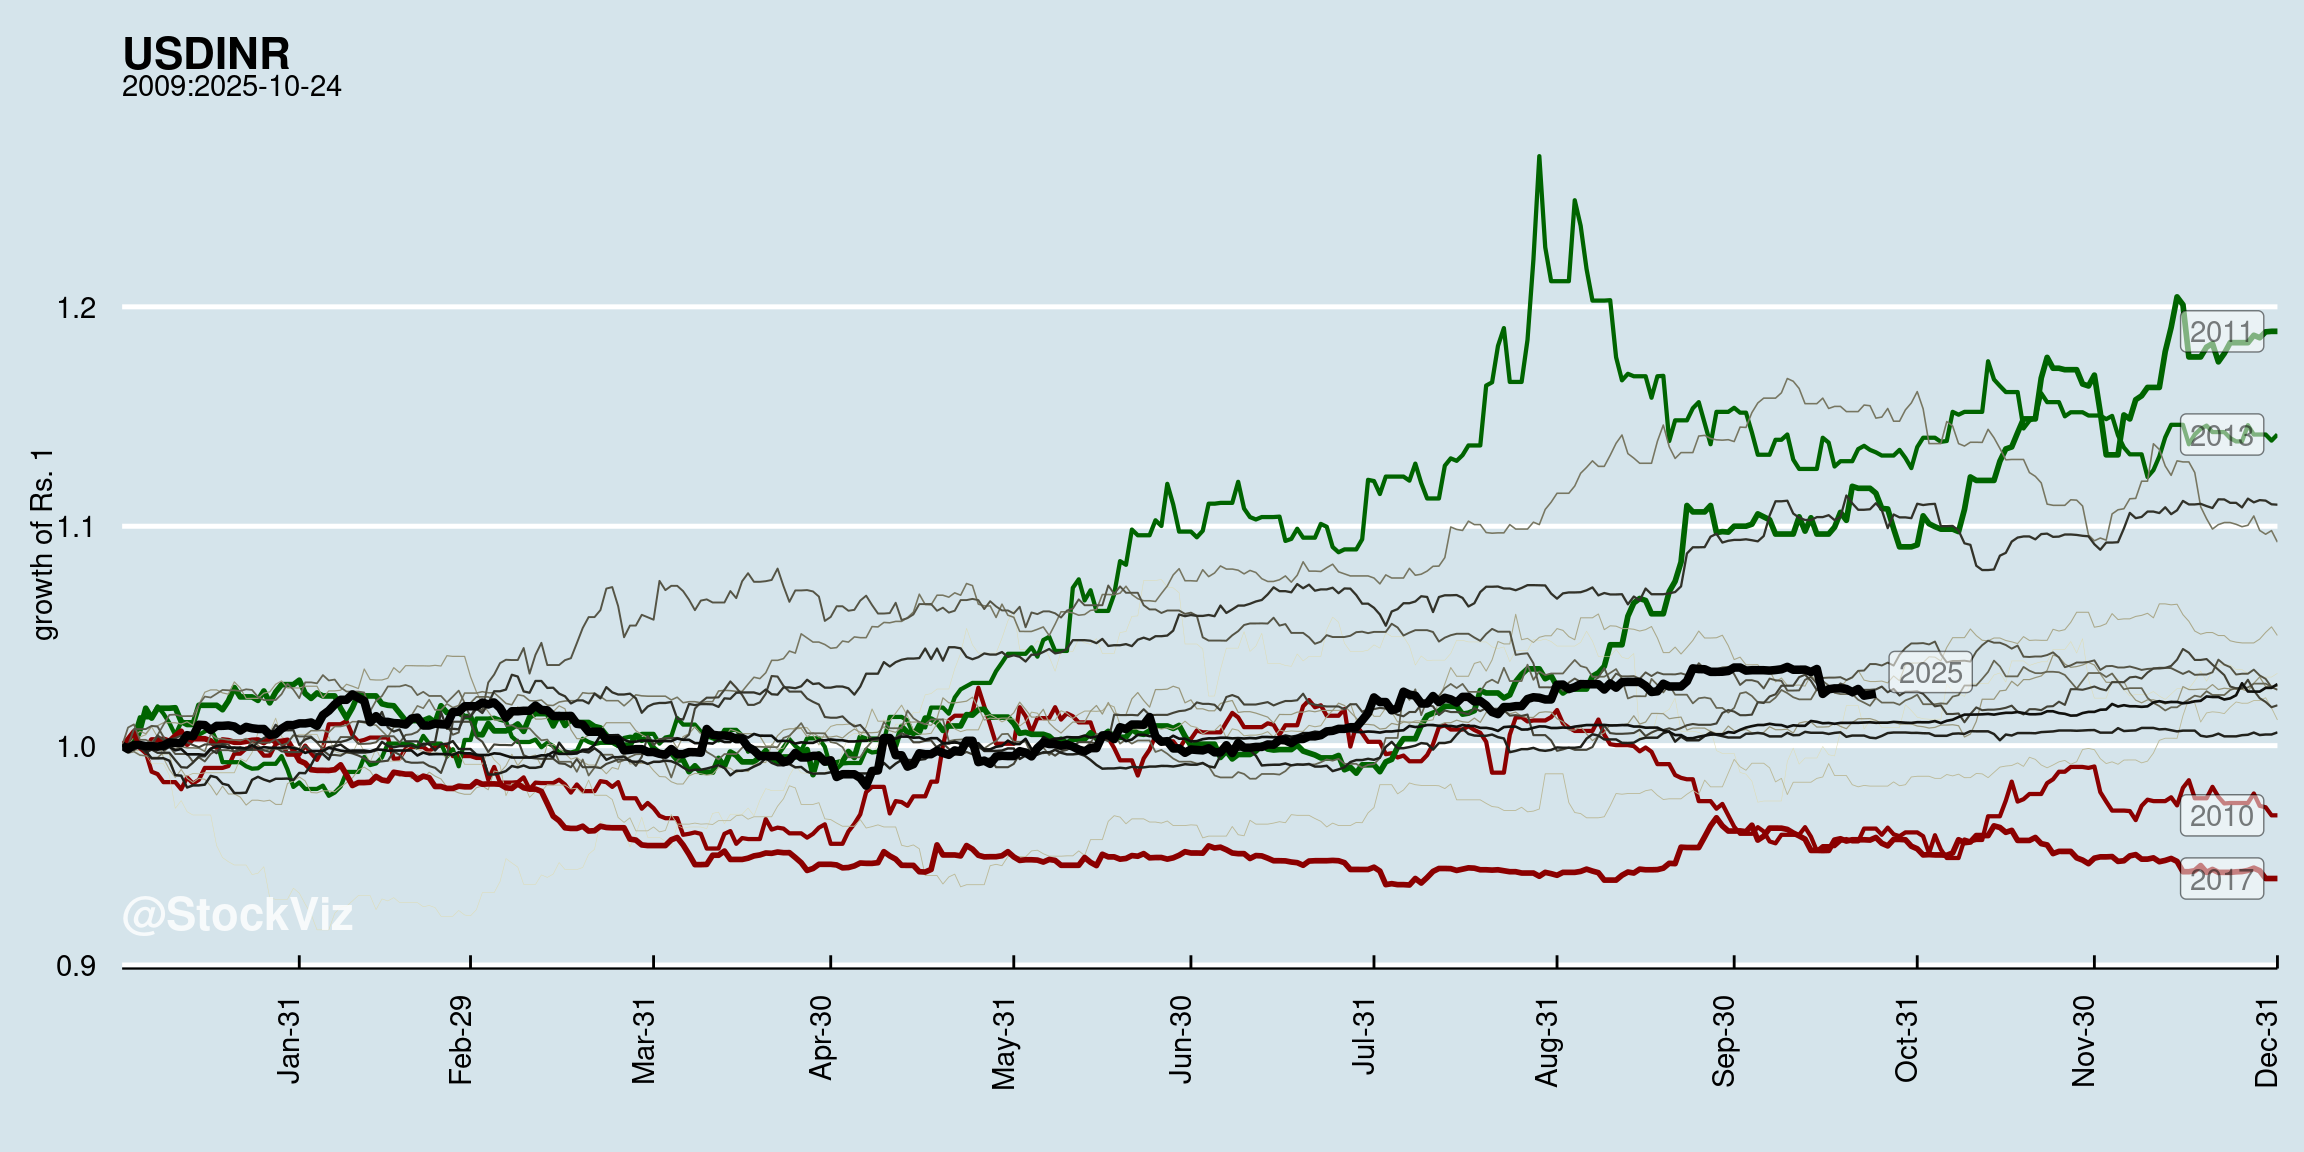 USDINR
2009:2025-10-24
growth of Rs. 1
1.2
1.1
1.0
0.9
2011
2013
2025
2010
2017
@StockViz
Jan-31
Feb-29
Mar-31
Apr-30
May-31
Jun-30
Jul-31
Aug-31
Sep-30
Oct-31
Nov-30
Dec-31